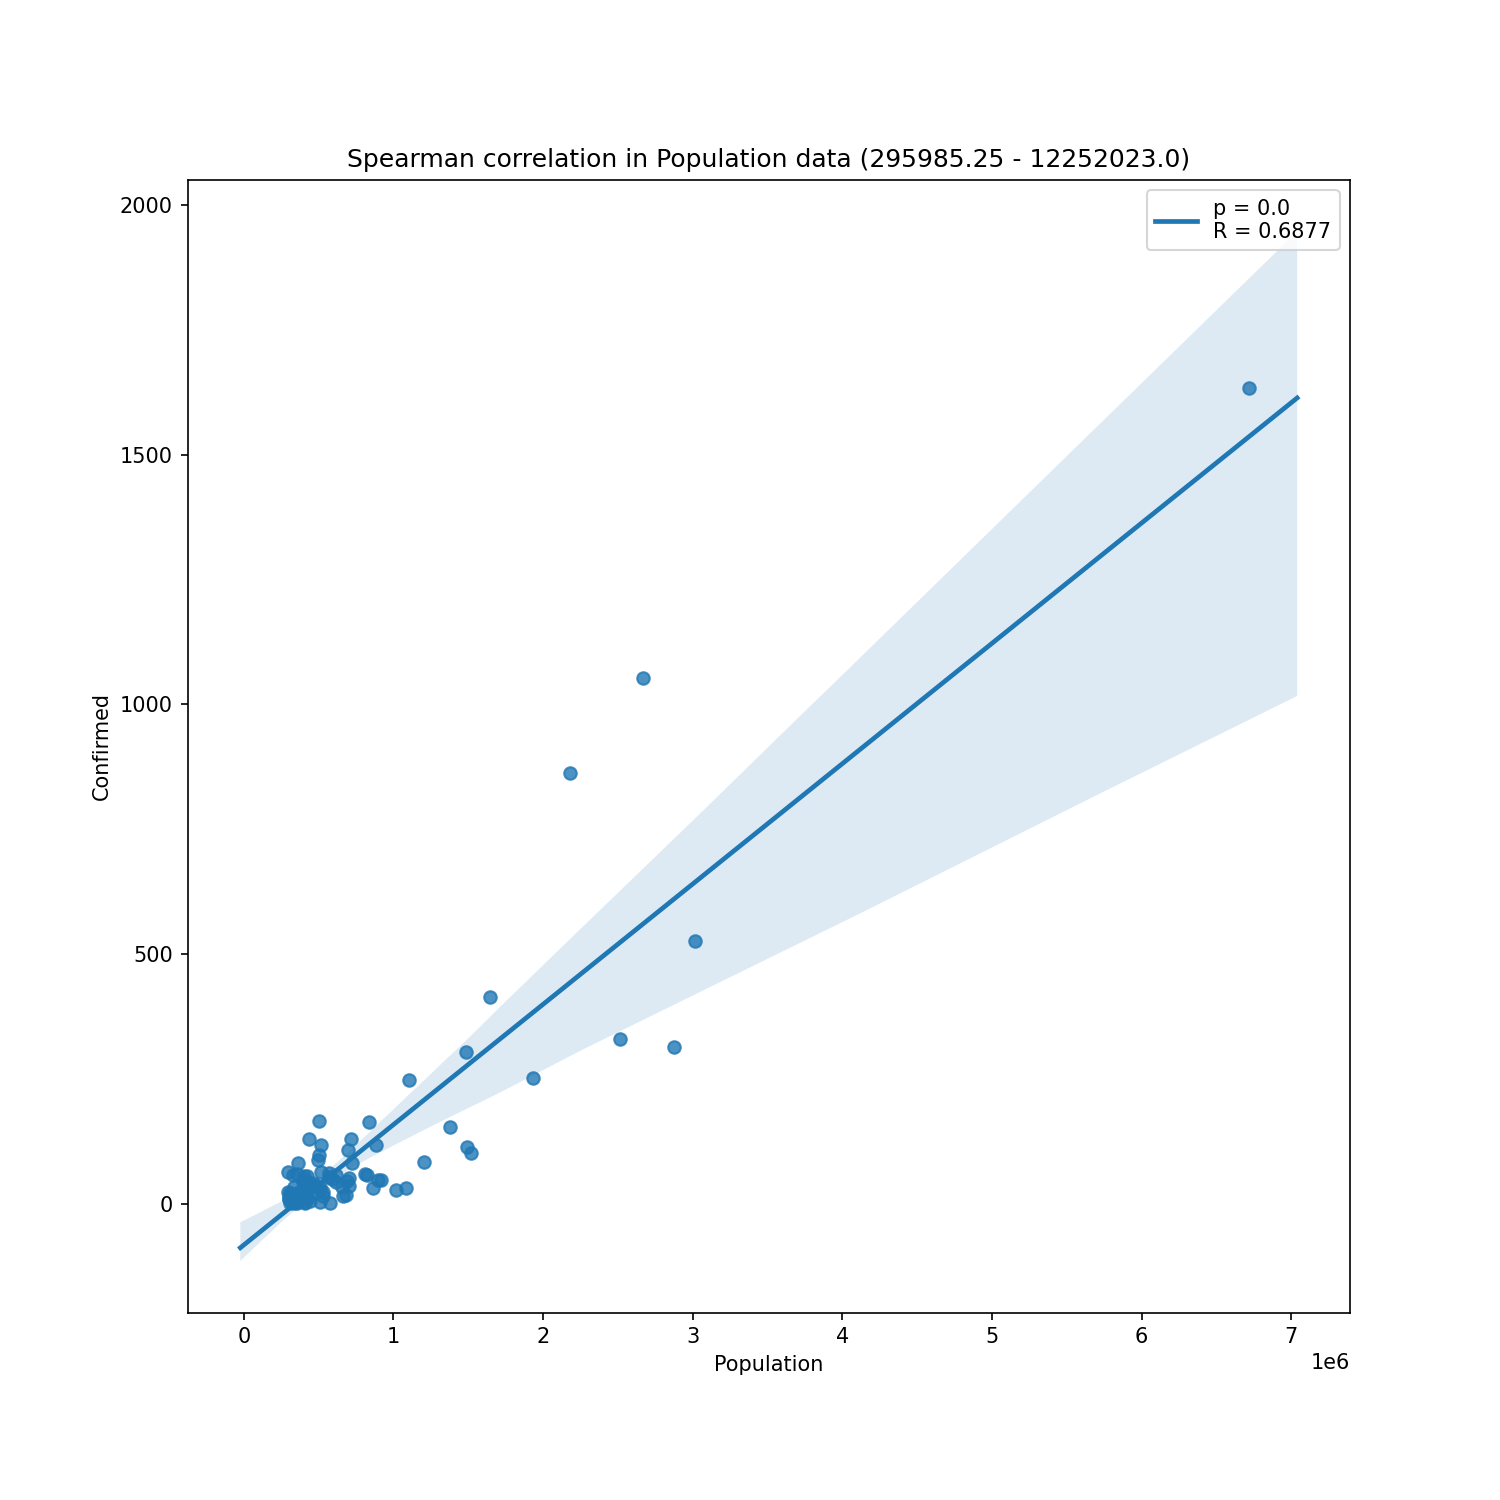 Spearman correlation in Population data (295985.25 - 12252023.0)
p = 0.0
R = 0.6877
2000
1500
1000
500
0
Confirmed
0 1 2 3 4 5 6 7
1e6
Population